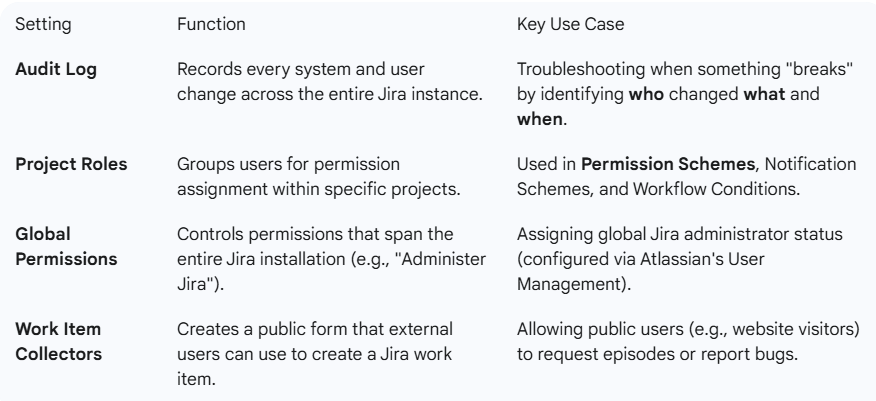 Setting Function Key Use Case
Audit Log Records every system and user Troubleshooting when something "breaks"
change across the entire Jira instance. by identifying who changed what and
when.
Project Roles Groups users for permission Used in Permission Schemes, Notification
assignment within specific projects. Schemes, and Workflow Conditions.
Global Controls permissions that span the Assigning global Jira administrator status
Permissions entire Jira installation (e.g., "Administer (configured via Atlassian's User
Jira"). Management).
Work Item Creates a public form that external Allowing public users (e.g., website visitors)
Collectors users can use to create a Jira work to request episodes or report bugs.
item.